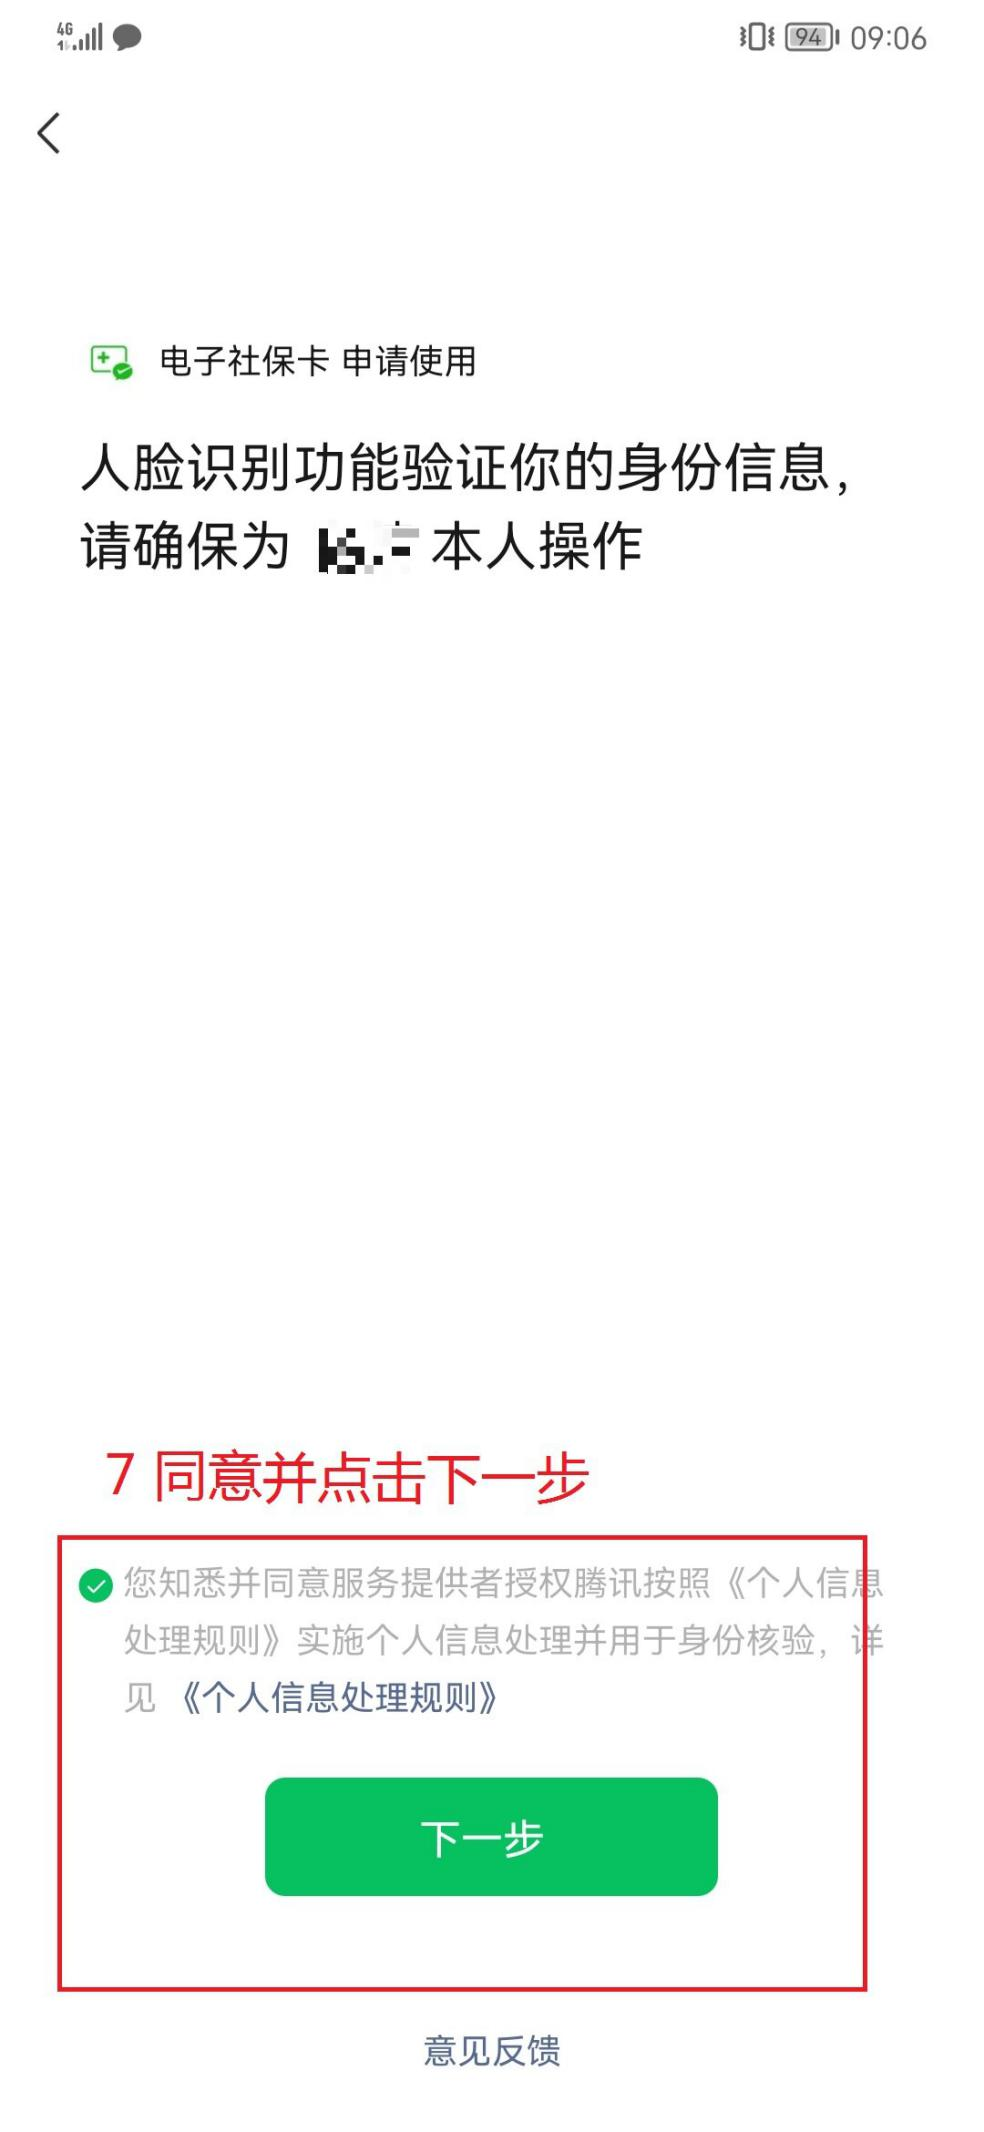 4G
94 09:06
电子社保卡 申请使用
人脸识别功能验证你的身份信息，
请确保为 本人操作
7 同意并点击下一步
您知悉并同意服务提供者授权腾讯按照《个人信息
处理规则》实施个人信息处理并用于身份核验，详
见 《个人信息处理规则》
下一步
意见反馈